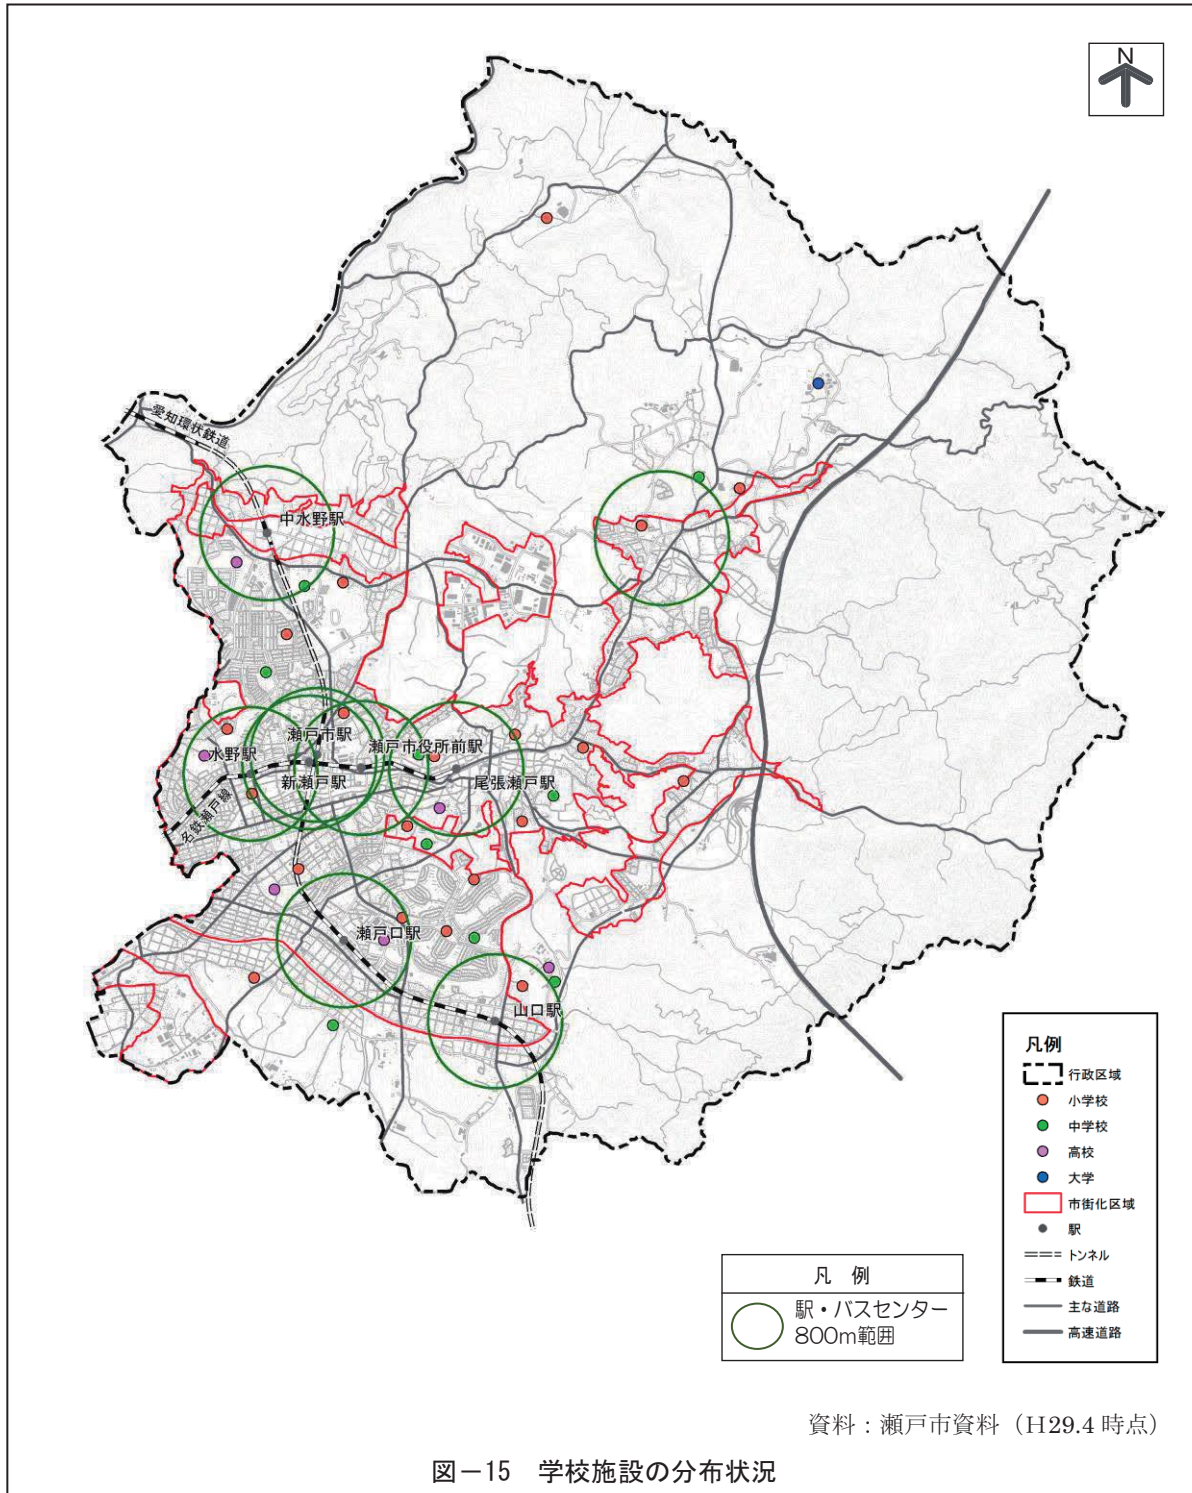 N
愛知環状鉄道
中水野駅
瀬戸市駅
水野駅
瀬戸市役所前駅
新瀬戸駅
尾張瀬戸駅
名鉄瀬戸線
瀬戸口駅
山口駅
凡例
行政区域
小学校
中学校
高校
大学
市街化区域
駅
トンネル
鉄道
主な道路
高速道路
凡 例
駅・バスセンター
800m範囲
資料：瀬戸市資料（H29.4 時点）
図－15 学校施設の分布状況